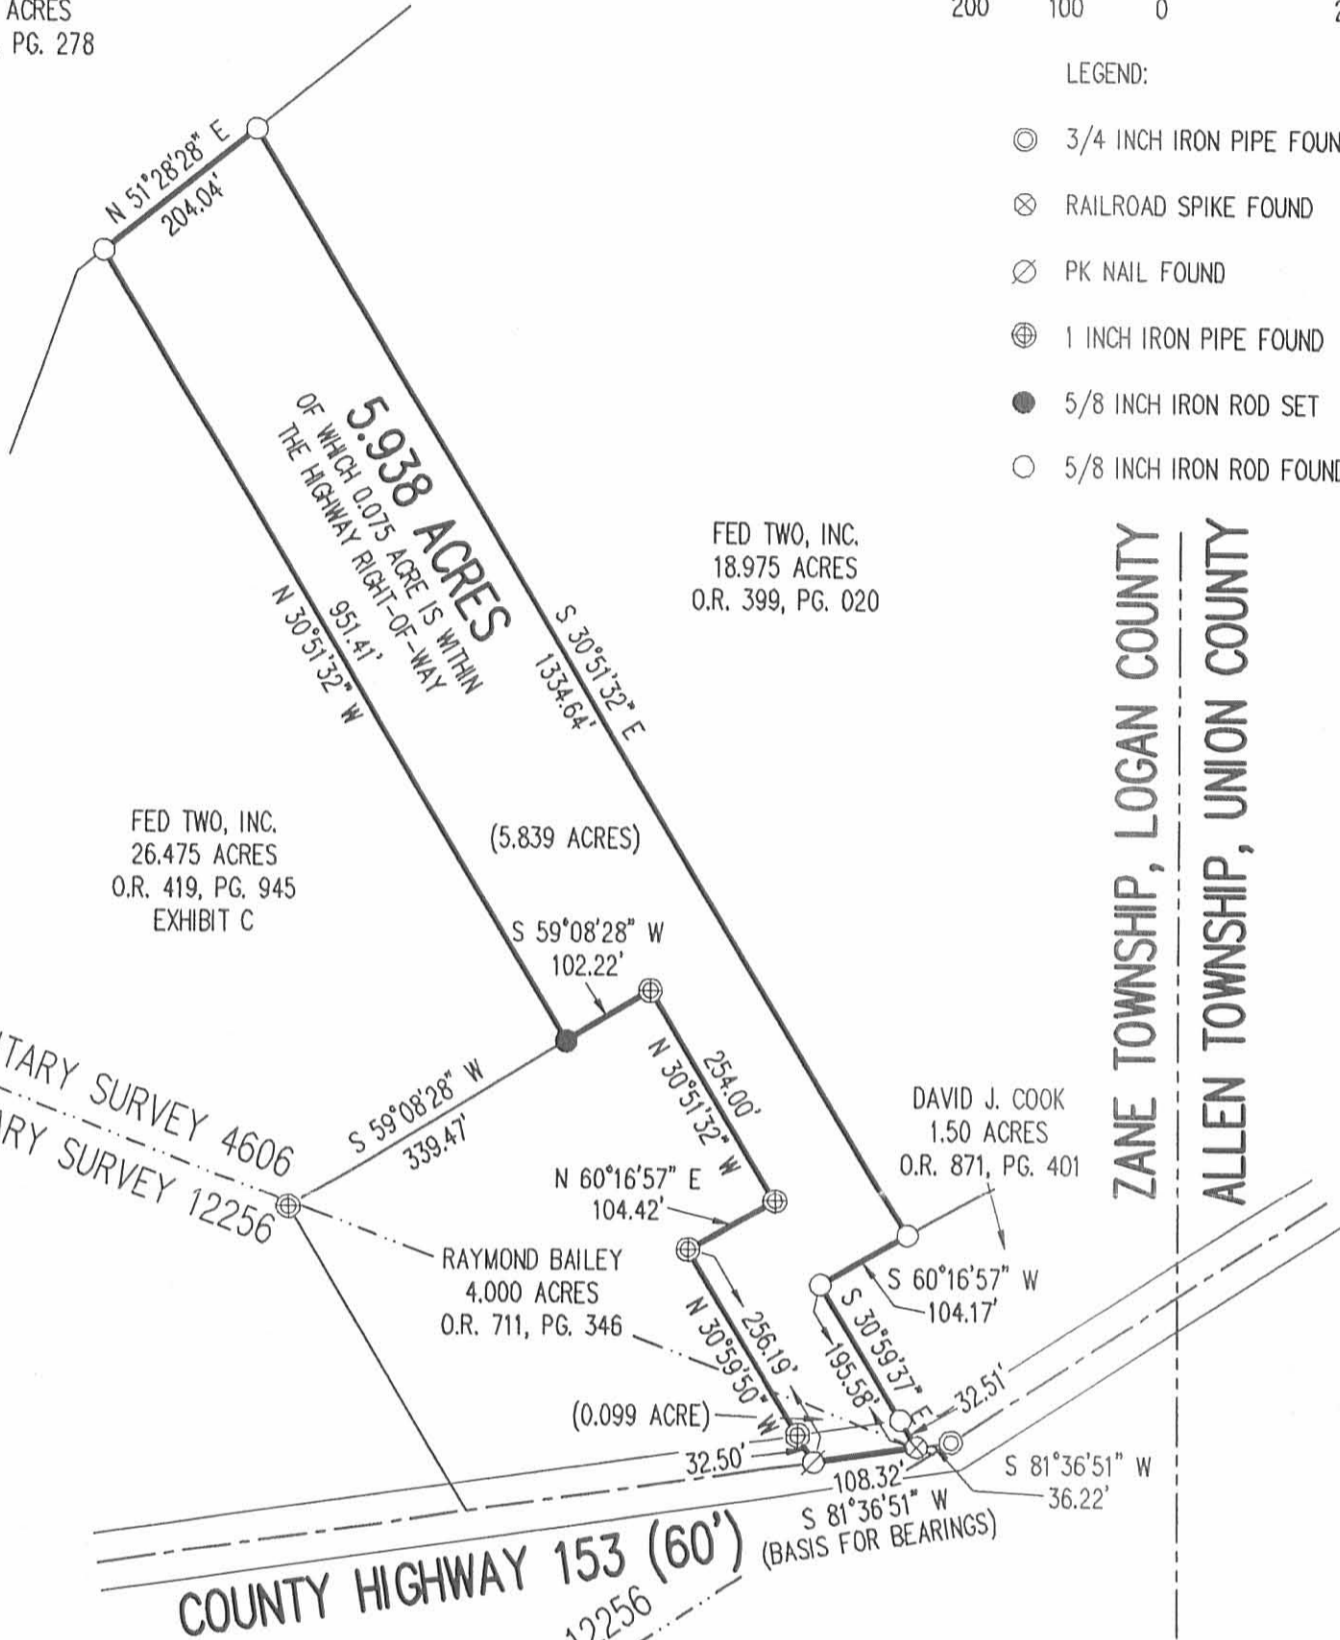 ACRES
PG. 278
200 100 0
LEGEND:
3/4 INCH IRON PIPE FOUN
RAILROAD SPIKE FOUND
PK NAIL FOUND
1 INCH IRON PIPE FOUND
5/8 INCH IRON ROD SET
5/8 INCH IRON ROD FOUND
N 51°28'28" E
204.04'
5.938 ACRES
OF WHICH 0.075 ACRE IS WITHIN
THE HIGHWAY RIGHT-OF-WAY
951.41'
N 30°51'32" W
S 30°51'32" E
1334.64'
FED TWO, INC.
18.975 ACRES
O.R. 399, PG. 020
ZANE TOWNSHIP, LOGAN COUNTY
ALLEN TOWNSHIP, UNION COUNTY
FED TWO, INC.
26.475 ACRES
O.R. 419, PG. 945
EXHIBIT C
(5.839 ACRES)
S 59°08'28" W
102.22'
254.00'
N 30°51'32" W
S 59°08'28" W
339.47'
ITARY SURVEY 4606
ARY SURVEY 12256
DAVID J. COOK
1.50 ACRES
O.R. 871, PG. 401
N 60°16'57" E
104.42'
RAYMOND BAILEY
4.000 ACRES
O.R. 711, PG. 346
S 60°16'57" W
104.17'
256.19'
N 30°59'50" W
S 30°59'37" E
195.58'
32.51'
(0.099 ACRE)
32.50'
108.32'
S 81°36'51" W
(BASIS FOR BEARINGS)
S 81°36'51" W
36.22'
COUNTY HIGHWAY 153 (60')
12256